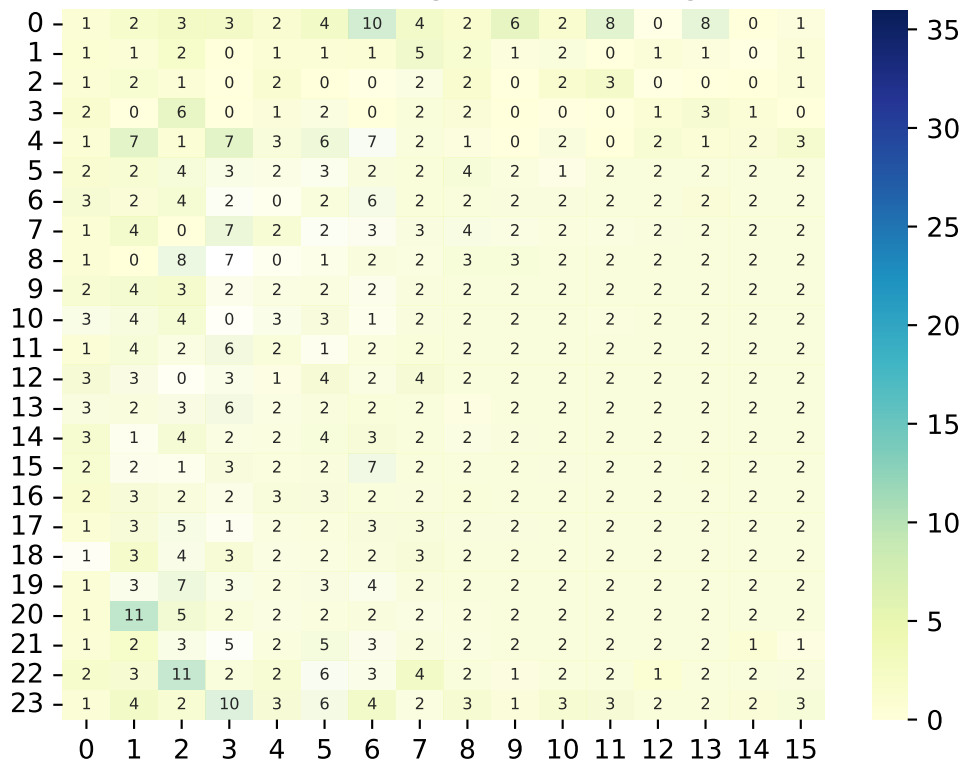 0 1 2 3 3 2 4 10 4 2 6 2 8 0 8 0 1
1 1 1 2 0 1 1 1 5 2 1 2 0 1 1 0 1
2 1 2 1 0 2 0 0 2 2 0 2 3 0 0 0 1
3 2 0 6 0 1 2 0 2 2 0 0 0 1 3 1 0
4 1 7 1 7 3 6 7 2 1 0 2 0 2 1 2 3
5 2 2 4 3 2 3 2 2 4 2 1 2 2 2 2 2
6 3 2 4 2 0 2 6 2 2 2 2 2 2 2 2 2
7 1 4 0 7 2 2 3 3 4 2 2 2 2 2 2 2
8 1 0 8 7 0 1 2 2 3 3 2 2 2 2 2 2
9 2 4 3 2 2 2 2 2 2 2 2 2 2 2 2 2
10 3 4 4 0 3 3 1 2 2 2 2 2 2 2 2 2
11 1 4 2 6 2 1 2 2 2 2 2 2 2 2 2 2
12 3 3 0 3 1 4 2 4 2 2 2 2 2 2 2 2
13 3 2 3 6 2 2 2 2 1 2 2 2 2 2 2 2
14 3 1 4 2 2 4 3 2 2 2 2 2 2 2 2 2
15 2 2 1 3 2 2 7 2 2 2 2 2 2 2 2 2
16 2 3 2 2 3 3 2 2 2 2 2 2 2 2 2 2
17 1 3 5 1 2 2 3 3 2 2 2 2 2 2 2 2
18 1 3 4 3 2 2 2 3 2 2 2 2 2 2 2 2
19 1 3 7 3 2 3 4 2 2 2 2 2 2 2 2 2
20 1 11 5 2 2 2 2 2 2 2 2 2 2 2 2 2
21 1 2 3 5 2 5 3 2 2 2 2 2 2 2 1 1
22 2 3 11 2 2 6 3 4 2 1 2 2 1 2 2 2
23 1 4 2 10 3 6 4 2 3 1 3 3 2 2 2 3
0 1 2 3 4 5 6 7 8 9 10 11 12 13 14 15
35
30
25
20
15
10
5
0